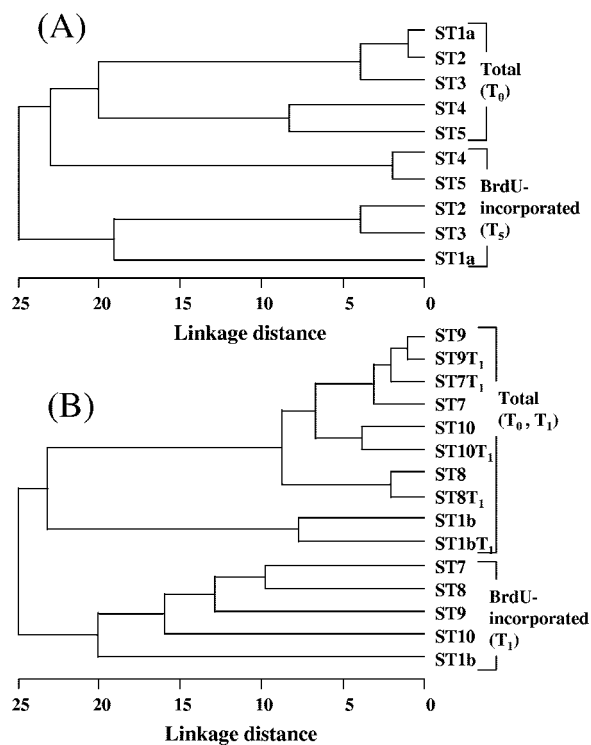 (A)
ST1a
ST2
ST3
ST4
ST5
Total
(T0)
ST4
ST5
ST2
ST3
ST1a
BrdU-
incorporated
(T5)
25 20 15 10 5 0
Linkage distance
(B)
ST9
ST9T1
ST7T1
ST7
ST10
ST10T1
ST8
ST8T1
ST1b
ST1bT1
Total
(T0, T1)
ST7
ST8
ST9
ST10
ST1b
BrdU-
incorporated
(T1)
25 20 15 10 5 0
Linkage distance